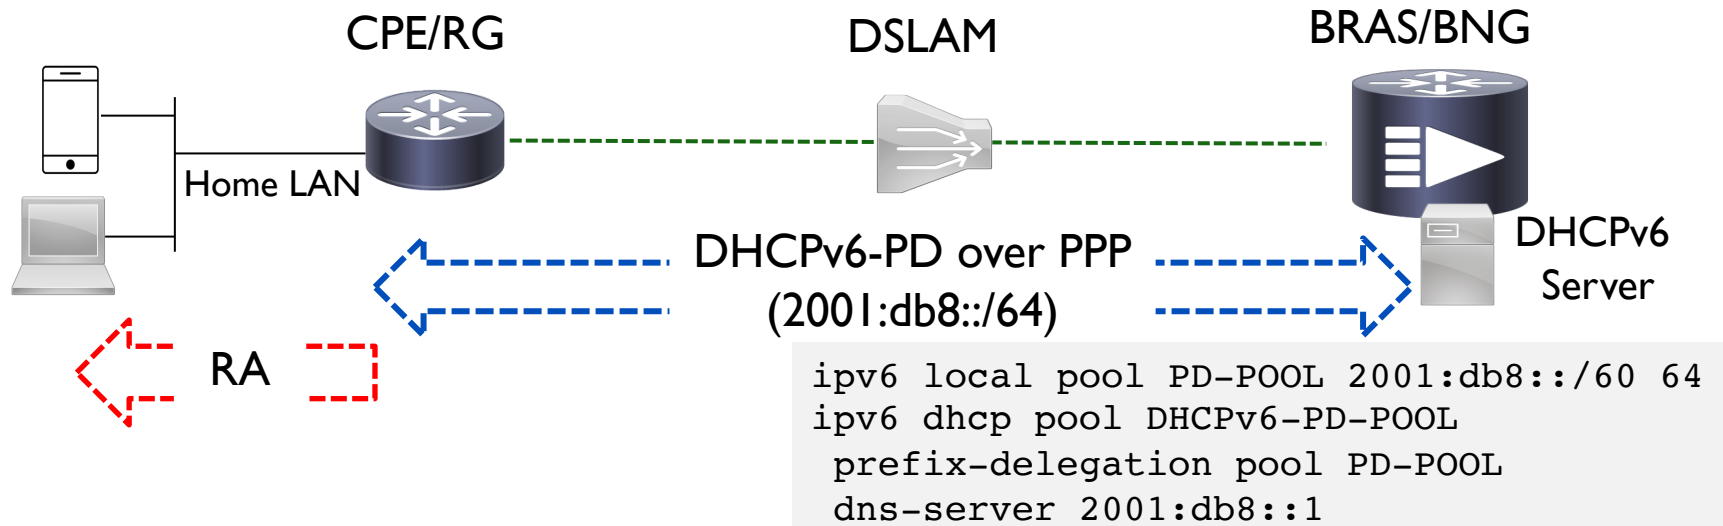 CPE/RG
DSLAM
BRAS/BNG
Home LAN
DHCPv6-PD over PPP
(2001:db8::/64)
DHCPv6
Server
RA
ipv6 local pool PD-POOL 2001:db8::/60 64
ipv6 dhcp pool DHCPv6-PD-POOL
prefix-delegation pool PD-POOL
dns-server 2001:db8::1